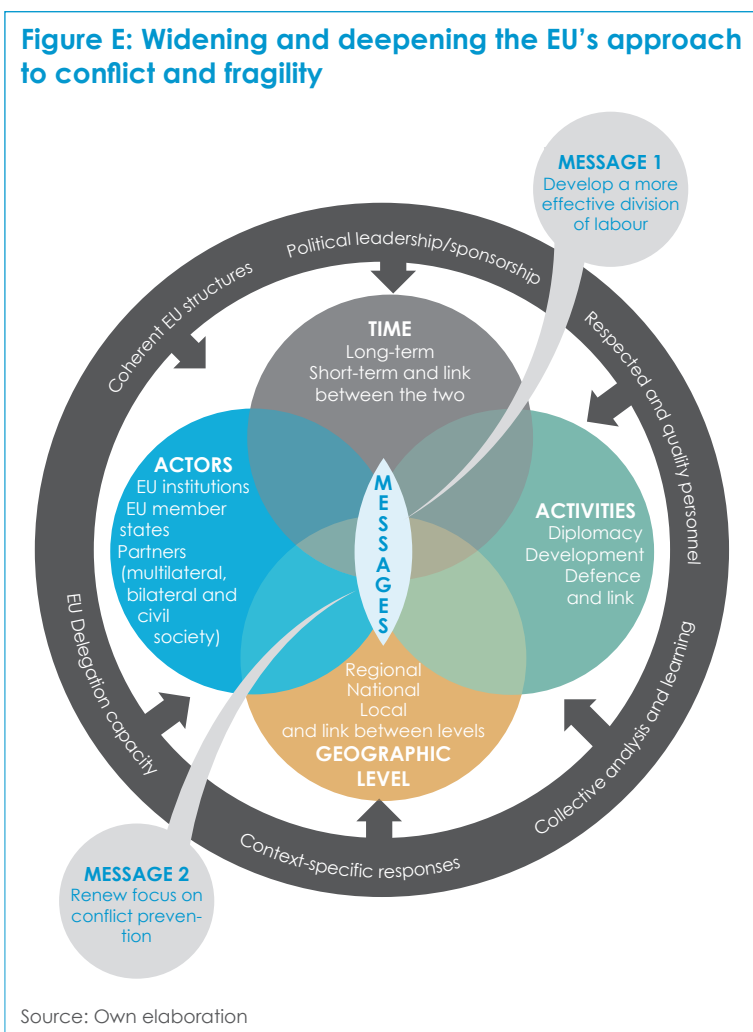 Figure E: Widening and deepening the EU’s approach
to conflict and fragility
MESSAGE 1
Develop a more
effective division
of labour
Political leadership/sponsorship
Coherent EU structures
Respected and quality personnel
TIME
Long-term
Short-term and link
between the two
ACTORS
EU institutions
EU member
states
Partners
(multilateral,
bilateral and
civil
society)
MESSAGES
ACTIVITIES
Diplomacy
Development
Defence
and link
Regional
National
Local
and link between levels
GEOGRAPHIC
LEVEL
EU Delegation capacity
Collective analysis and learning
Context-specific responses
MESSAGE 2
Renew focus on
conflict preven-
tion
Source: Own elaboration